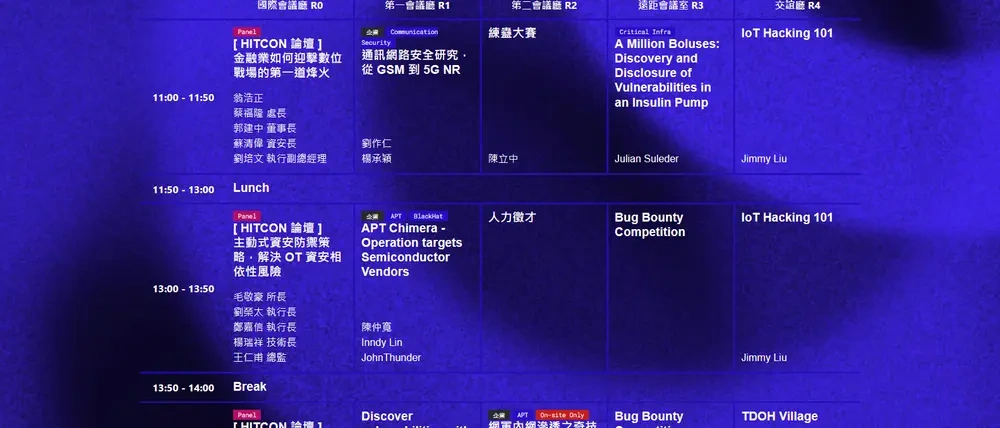 國際會議廳 R0
第一會議廳 R1
第二會議廳 R2
遠距會議室 R3
交誼廳 R4
11:00 - 11:50
Panel
[ HITCON 論壇 ]
金融業如何迎擊數位
戰場的第一道烽火
翁浩正
蔡福隆 處長
郭建中 董事長
蘇清偉 資安長
劉培文 執行副總經理
企團 Communication
Security
通訊網路安全研究，
從 GSM 到 5G NR
劉作仁
楊承穎
練蠱大賽
陳立中
Critical Infra
A Million Boluses:
Discovery and
Disclosure of
Vulnerabilities in
an Insulin Pump
Julian Suleder
IoT Hacking 101
Jimmy Liu
11:50 - 13:00
Lunch
13:00 - 13:50
Panel
[ HITCON 論壇 ]
主動式資安防禦策
略，解決 OT 資安相
依性風險
毛敬豪 所長
劉榮太 執行長
鄭嘉信 執行長
楊瑞祥 技術長
王仁甫 總監
APT BlackHat
APT Chimera -
Operation targets
Semiconductor
Vendors
陳仲寬
Inndy Lin
JohnThunder
人力徵才
Bug Bounty
Competition
IoT Hacking 101
Jimmy Liu
13:50 - 14:00
Break
Panel
[ HITCON 論壇 ]
Discover
APT On-site Only
網軍內網滲透之奇技
Bug Bounty
Competition
TDOH Village